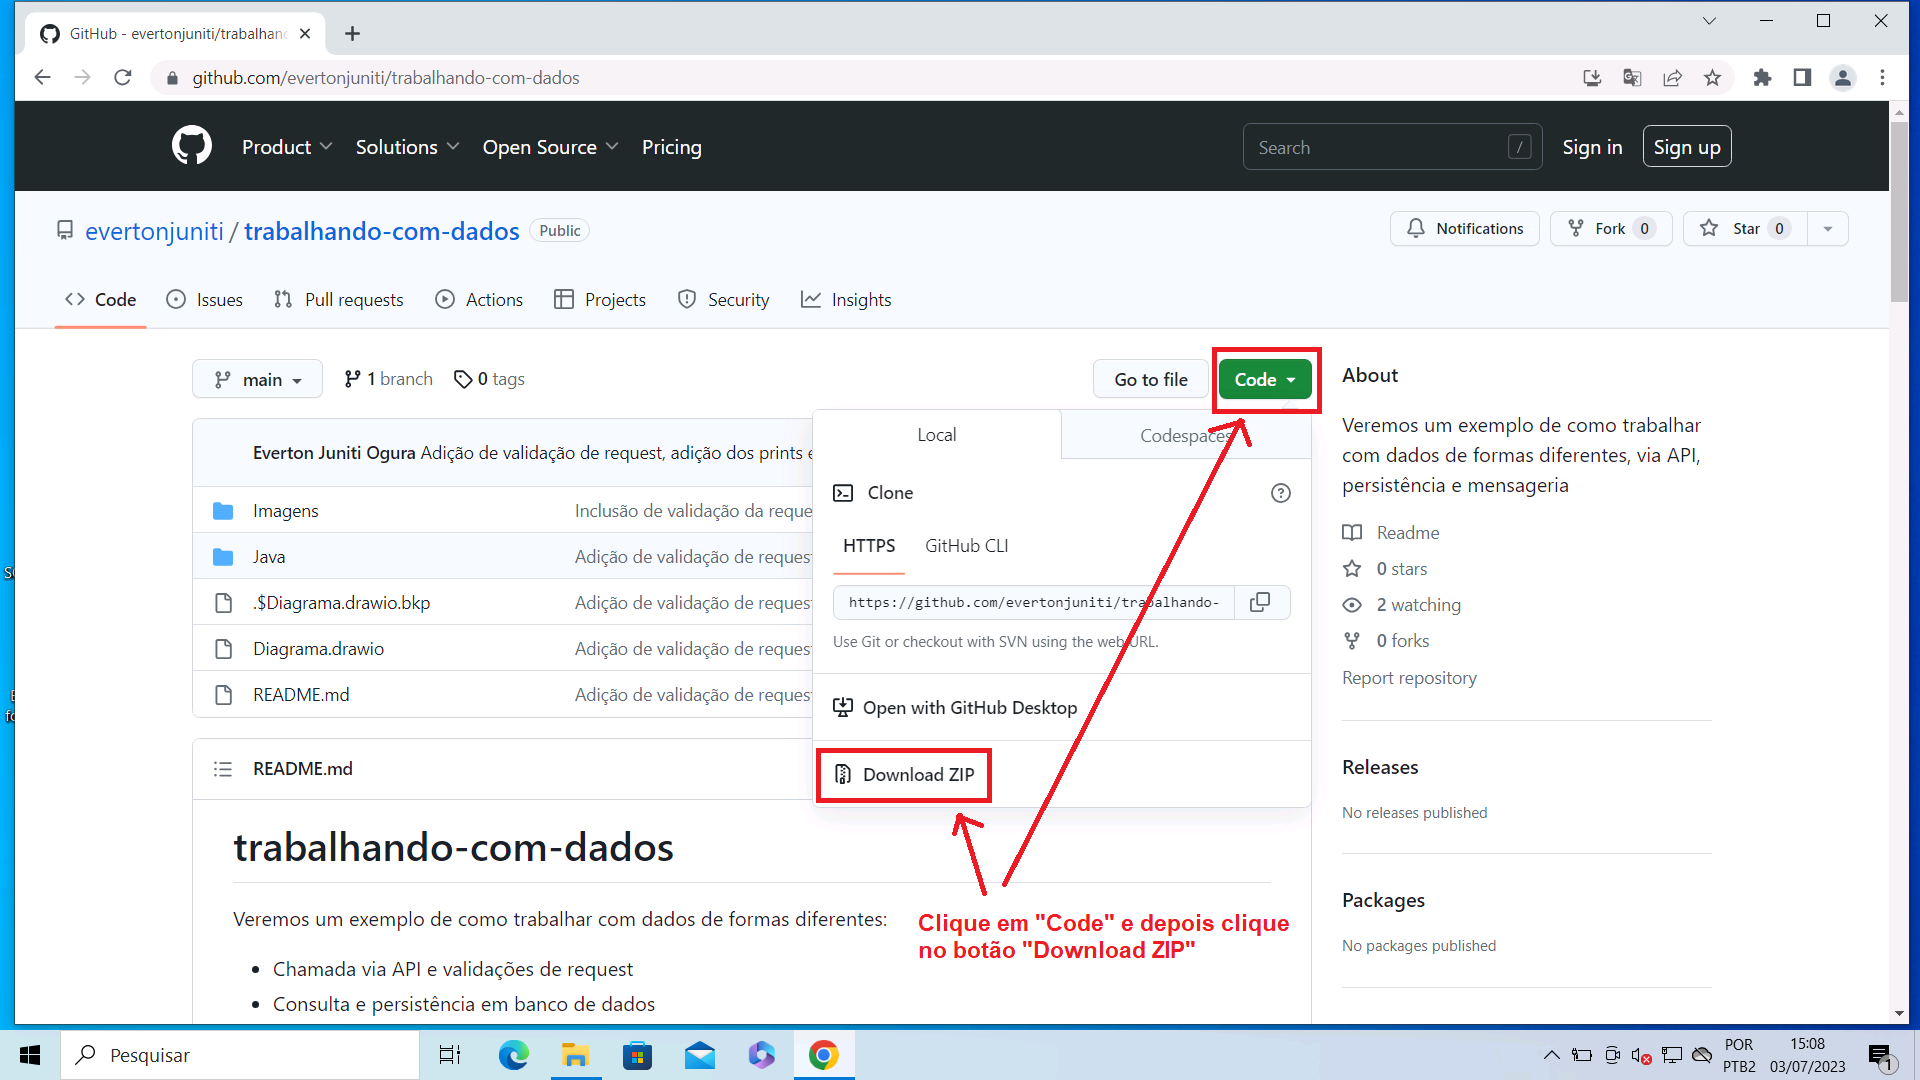 GitHub - evertonjuniti/trabalhand
github.com/evertonjuniti/trabalhando-com-dados
Product Solutions Open Source Pricing Search / Sign in Sign up
evertonjuniti / trabalhando-com-dados Public Notifications Fork 0 Star 0
Code Issues Pull requests Actions Projects Security Insights
main 1 branch 0 tags Go to file Code
Everton Juniti Ogura Adição de validação de request, adição dos prints e
Imagens Inclusão de validação da reque
Java Adição de validação de reques
.$Diagrama.drawio.bkp Adição de validação de reques
Diagrama.drawio Adição de validação de reques
README.md Adição de validação de reques
Local Codespaces
Clone
HTTPS GitHub CLI
https://github.com/evertonjuniti/trabalhando-
Use Git or checkout with SVN using the web URL.
Open with GitHub Desktop
Download ZIP
README.md
trabalhando-com-dados
Veremos um exemplo de como trabalhar com dados de formas diferentes:
• Chamada via API e validações de request
• Consulta e persistência em banco de dados
Clique em "Code" e depois clique
no botão "Download ZIP"
About
Veremos um exemplo de como trabalhar
com dados de formas diferentes, via API,
persistência e mensageria
Readme
0 stars
2 watching
0 forks
Report repository
Releases
No releases published
Packages
No packages published
Pesquisar
POR
PTB2
15:08
03/07/2023
1